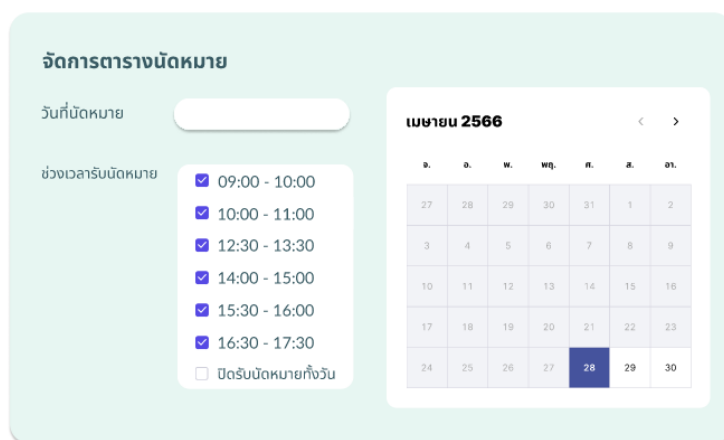 จัดการตารางนัดหมาย
วันที่นัดหมาย
ช่วงเวลารับนัดหมาย
09:00 - 10:00
10:00 - 11:00
12:30 - 13:30
14:00 - 15:00
15:30 - 16:00
16:30 - 17:30
ปิดรับนัดหมายทั้งวัน
เมษายน 2566
จ. อ. พ. พฤ. ศ. ส. อา.
27 28 29 30 31 1 2
3 4 5 6 7 8 9
10 11 12 13 14 15 16
17 18 19 20 21 22 23
24 25 26 27 28 29 30